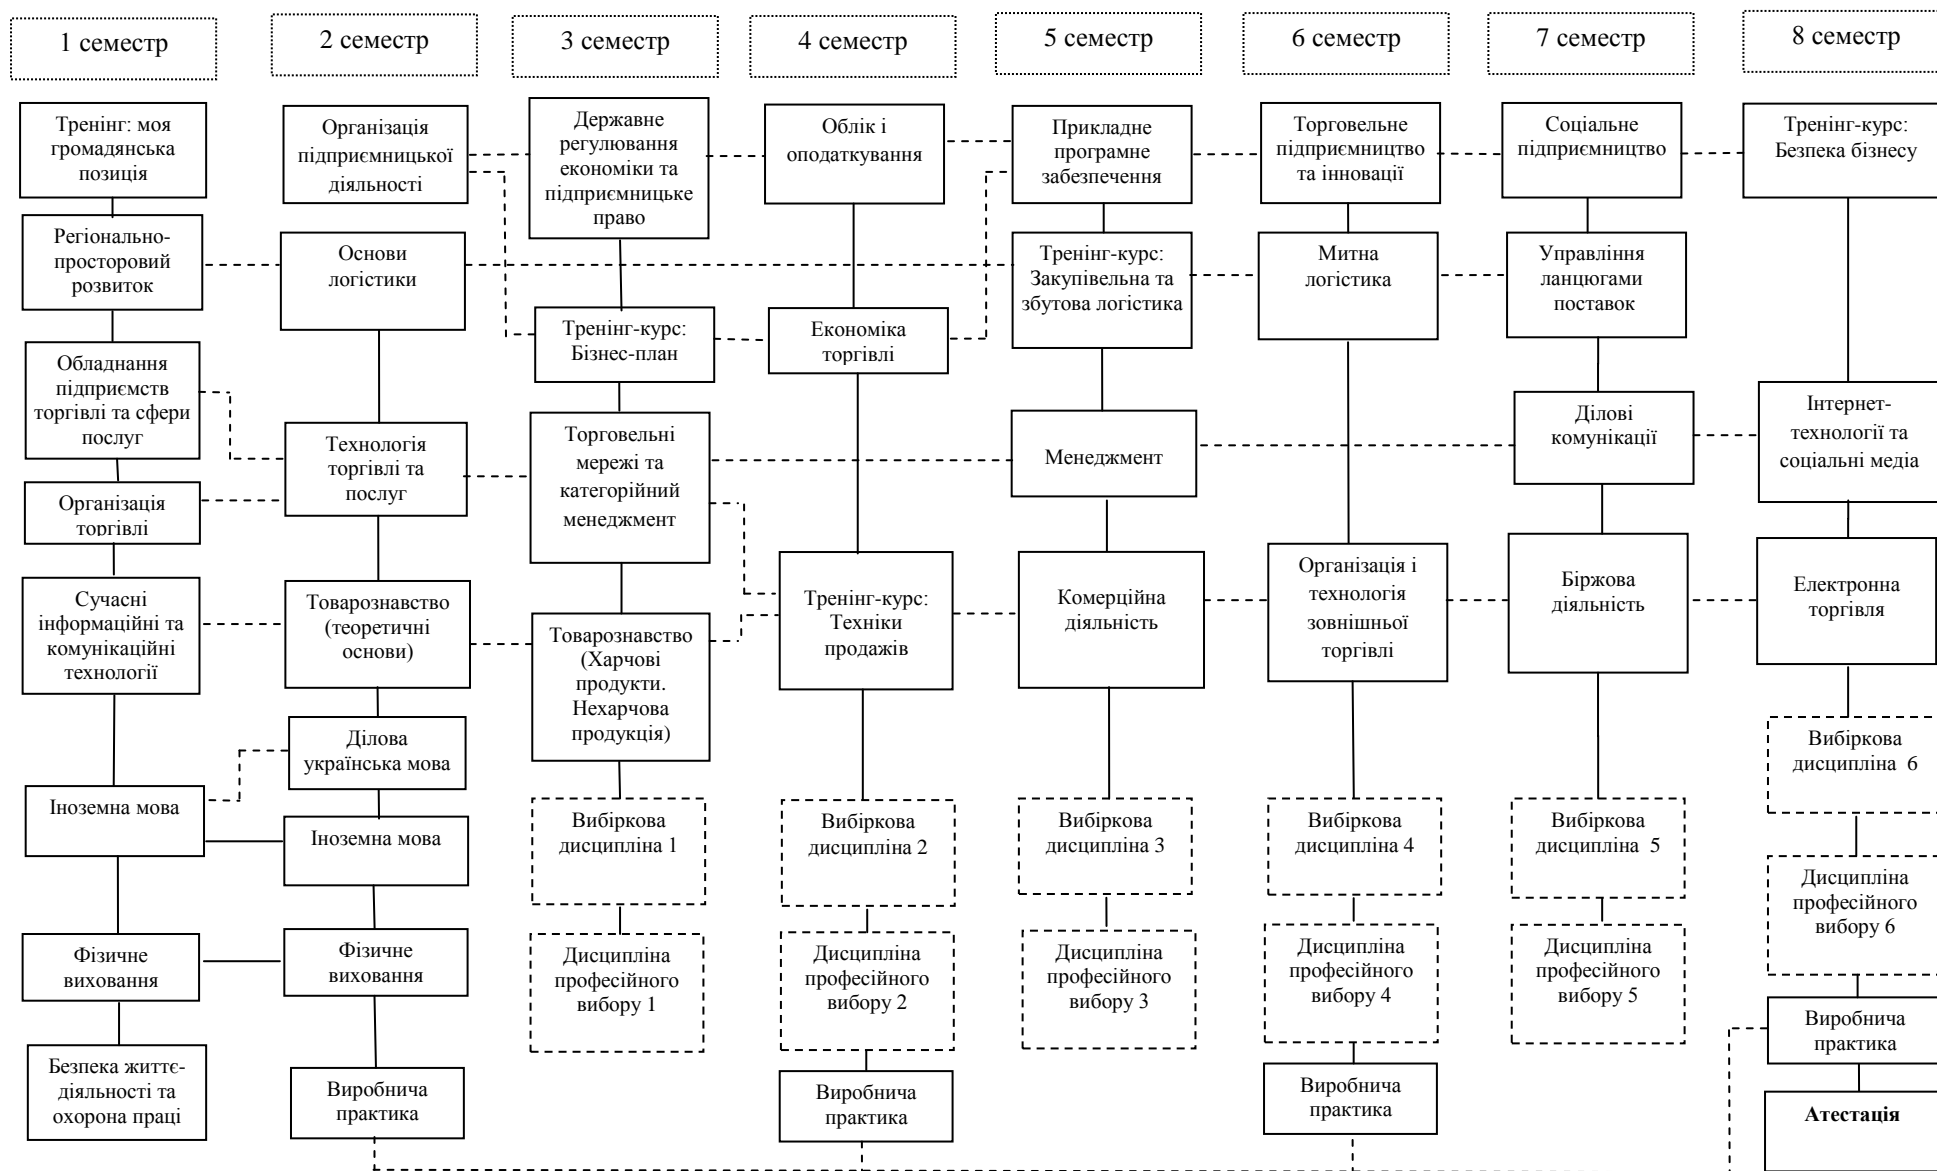 1 семестр
2 семестр
3 семестр
4 семестр
5 семестр
6 семестр
7 семестр
8 семестр
Тренінг: моя
громадянська
позиція
Регіонально-
просторовий
розвиток
Обладнання
підприємств
торгівлі та сфери
послуг
Організація
торгівлі
Сучасні
інформаційні та
комунікаційні
технології
Іноземна мова
Фізичне
виховання
Безпека життє-
діяльності та
охорона праці
Організація
підприємницької
діяльності
Основи
логістики
Технологія
торгівлі та
послуг
Товарознавство
(теоретичні
основи)
Ділова
українська мова
Іноземна мова
Фізичне
виховання
Виробнича
практика
Державне
регулювання
економіки та
підприємницьке
право
Тренінг-курс:
Бізнес-план
Торговельні
мережі та
категорійний
менеджмент
Товарознавство
(Харчові
продукти.
Нехарчова
продукція)
Вибіркова
дисципліна 1
Дисципліна
професійного
вибору 1
Облік і
оподаткування
Економіка
торгівлі
Тренінг-курс:
Техніки
продажів
Вибіркова
дисципліна 2
Дисципліна
професійного
вибору 2
Виробнича
практика
Прикладне
програмне
забезпечення
Тренінг-курс:
Закупівельна та
збутова логістика
Менеджмент
Комерційна
діяльність
Вибіркова
дисципліна 3
Дисципліна
професійного
вибору 3
Торговельне
підприємництво
та інновації
Митна
логістика
Організація і
технологія
зовнішньої
торгівлі
Вибіркова
дисципліна 4
Дисципліна
професійного
вибору 4
Виробнича
практика
Соціальне
підприємництво
Управління
ланцюгами
поставок
Ділові
комунікації
Біржова
діяльність
Вибіркова
дисципліна 5
Дисципліна
професійного
вибору 5
Тренінг-курс:
Безпека бізнесу
Інтернет-
технології та
соціальні медіа
Електронна
торгівля
Вибіркова
дисципліна 6
Дисципліна
професійного
вибору 6
Виробнича
практика
Атестація